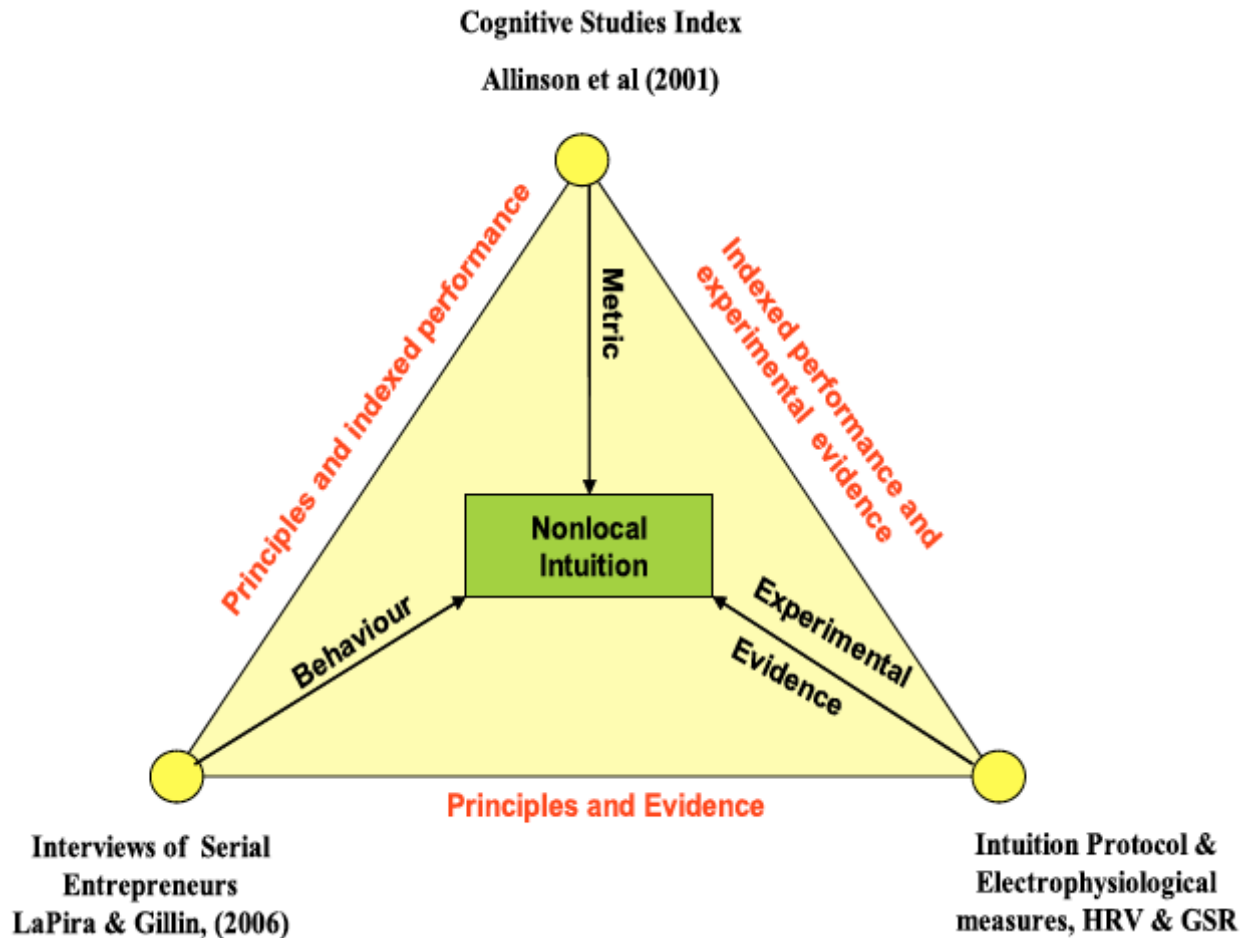 Cognitive Studies Index
Allinson et al (2001)
Principles and indexed performance
Metric
Indexed performance and
experimental evidence
Nonlocal
Intuition
Behaviour
Experimental
Evidence
Principles and Evidence
Interviews of Serial
Entrepreneurs
LaPira & Gillin, (2006)
Intuition Protocol &
Electrophysiological
measures, HRV & GSR